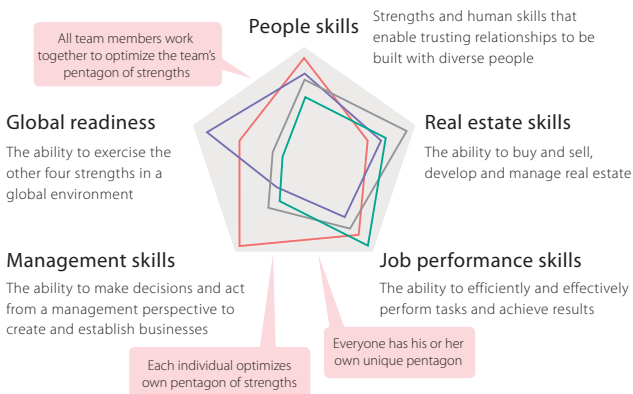 All team members work
together to optimize the team's
pentagon of strengths
People skills
Strengths and human skills that
enable trusting relationships to be
built with diverse people
Global readiness
The ability to exercise the
other four strengths in a
global environment
Real estate skills
The ability to buy and sell,
develop and manage real estate
Management skills
The ability to make decisions and act
from a management perspective to
create and establish businesses
Job performance skills
The ability to efficiently and effectively
perform tasks and achieve results
Each individual optimizes
own pentagon of strengths
Everyone has his or her
own unique pentagon